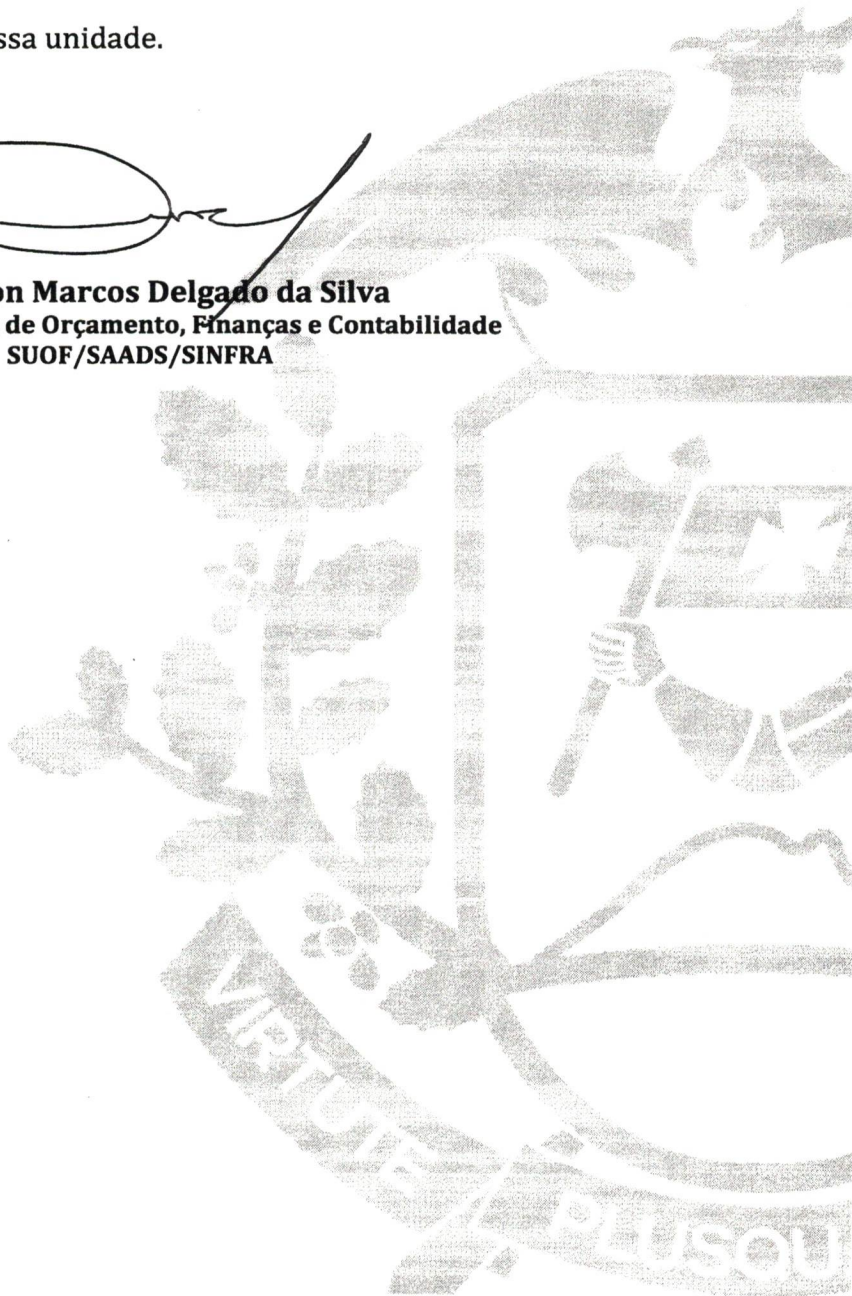 ssa unidade.
on Marcos Delgado da Silva
de Orçamento, Finanças e Contabilidade
SUOF/SAADS/SINFRA
VIRTUTE
PLUSQU